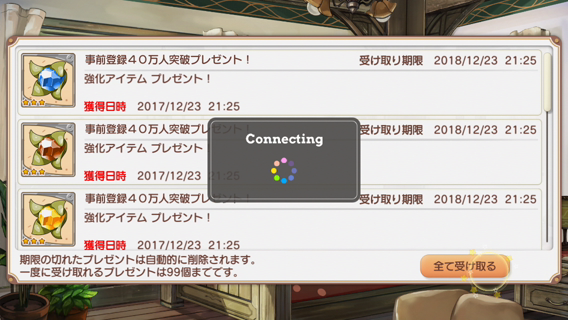 事前登録40万人突破プレゼント! 受け取り期限 2018/12/23 21:25
強化アイテム プレゼント!
獲得日時 2017/12/23 21:25
事前登録40万人突破プレ 受け取り期限 2018/12/23 21:25
強化アイテム プレゼント
獲得日時 2017/12/23 21:25
Connecting
事前登録40万人突破プレゼント! 受け取り期限 2018/12/23 21:25
強化アイテム プレゼント!
獲得日時 2017/12/23 21:25
期限の切れたプレゼントは自動的に削除されます。
一度に受け取れるプレゼントは99個までです。
全て受け取る